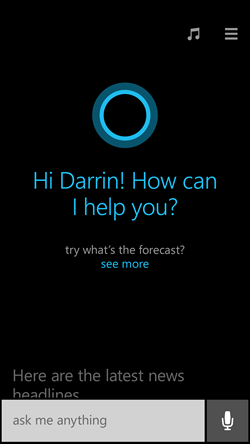 Hi Darrin! How can
I help you?
try what's the forecast?
see more
Here are the latest news
headlines
ask me anything